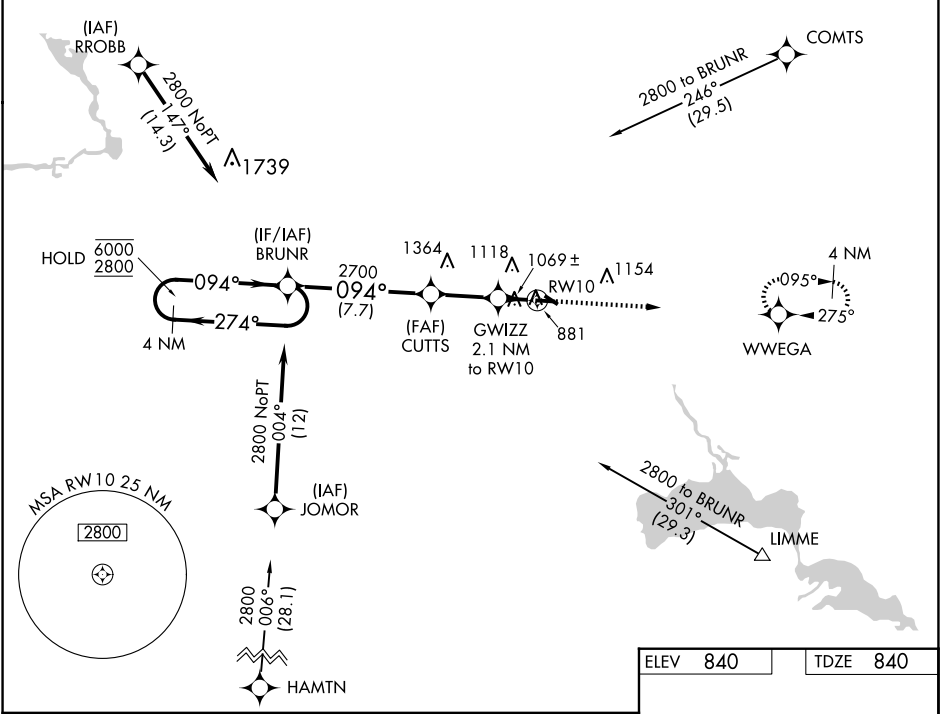 (IAF)
RROBB
2800 NoPT
147°
(14.3)
1739
COMTS
2800 to BRUNR
246°
(29.5)
HOLD
6000
2800
094°
274°
4 NM
(IF/IAF)
BRUNR
2700
094°
(7.7)
1364
(FAF)
CUTTS
1118
1069 ±
GWIZZ
2.1 NM
to RW10
RW10
881
1154
4 NM
095°
275°
WWEGA
2800 NoPT
004°
(12)
(IAF)
JOMOR
MSA RW10 25 NM
2800
2800 to BRUNR
301°
(29.3)
LIMME
2800
006°
(28.1)
HAMTN
ELEV 840
TDZE 840